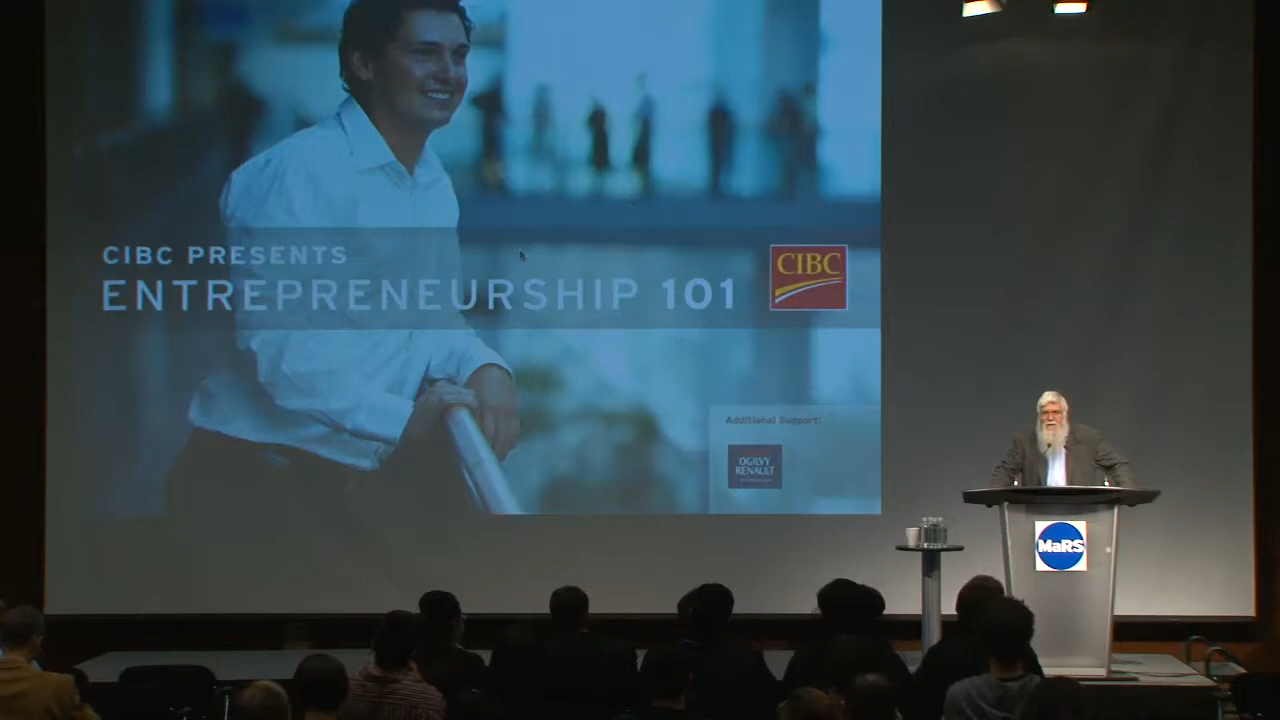 CIBC PRESENTS
ENTREPRENEURSHIP 101
CIBC
Additional Support:
OGILVY
RENAULT
MaRS